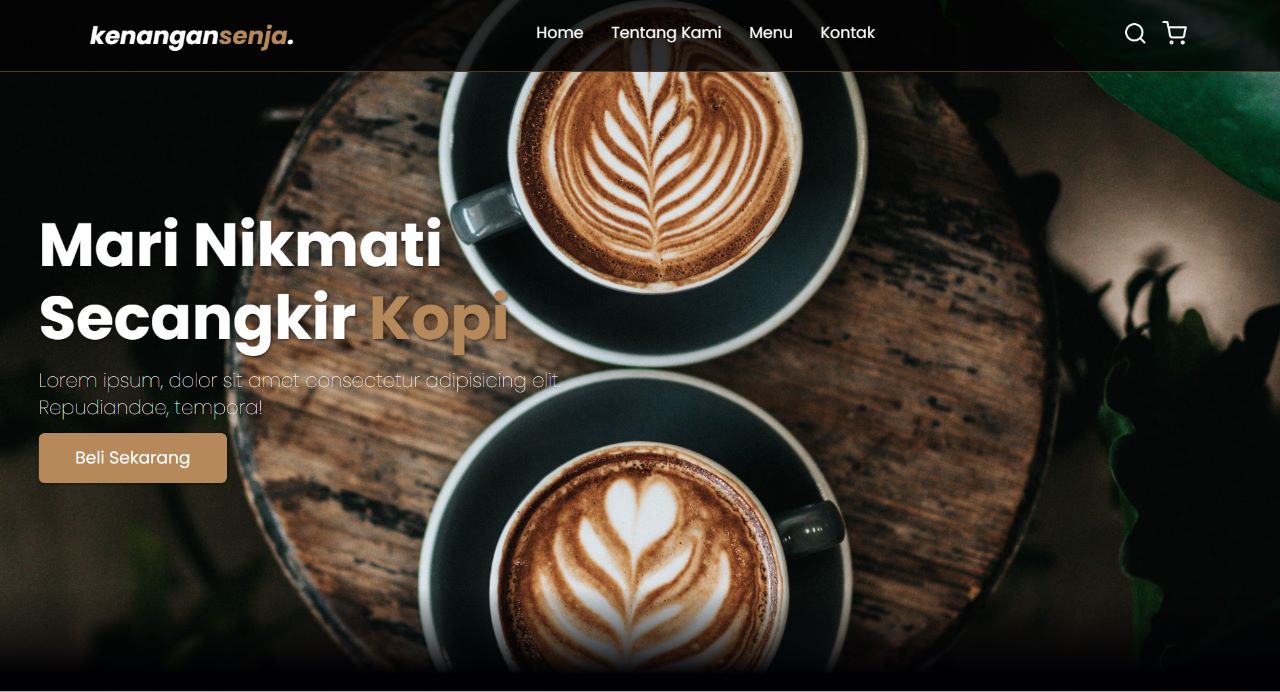 kenangansenja.
Home Tentang Kami Menu Kontak
Mari Nikmati
Secangkir Kopi
Lorem ipsum, dolor sit amet consectetur adipisicing elit.
Repudiandae, tempora!
Beli Sekarang